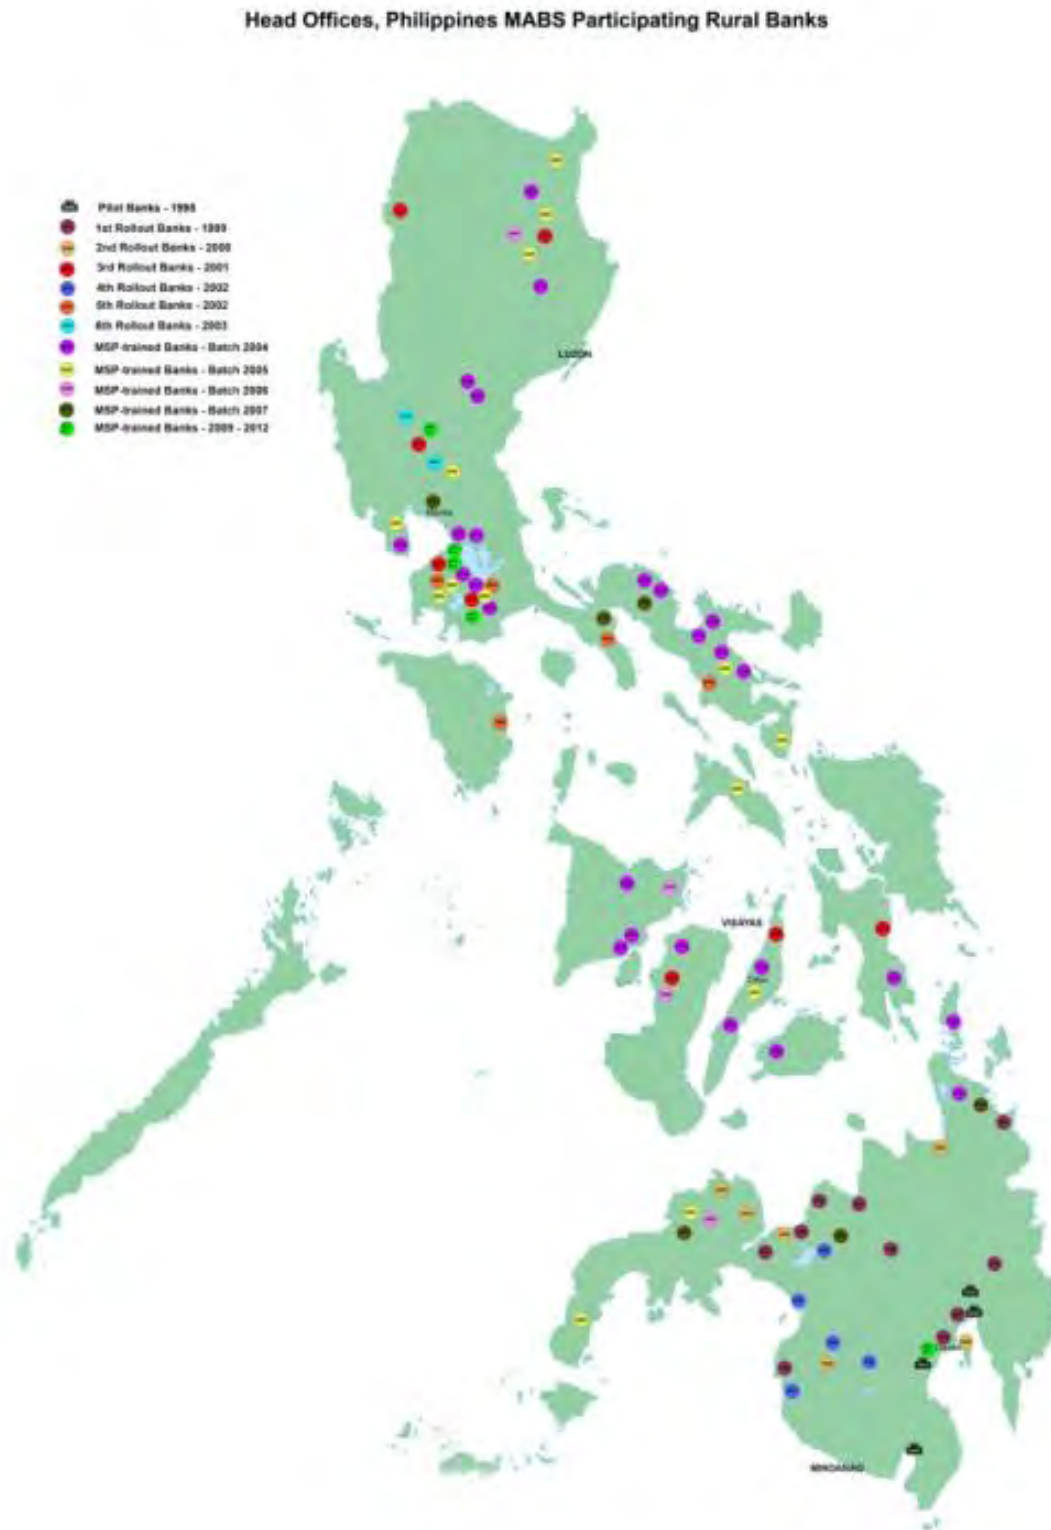 Head Offices, Philippines MABS Participating Rural Banks
Pilot Banks - 1998
1st Rollout Banks - 1999
2nd Rollout Banks - 2000
3rd Rollout Banks - 2001
4th Rollout Banks - 2002
5th Rollout Banks - 2002
6th Rollout Banks - 2003
MSP-trained Banks - Batch 2004
MSP-trained Banks - Batch 2005
MSP-trained Banks - Batch 2006
MSP-trained Banks - Batch 2007
MSP-trained Banks - 2009 - 2012
LUZON
Manila
VISAYAS
Cebu
Davao
MINDANAO